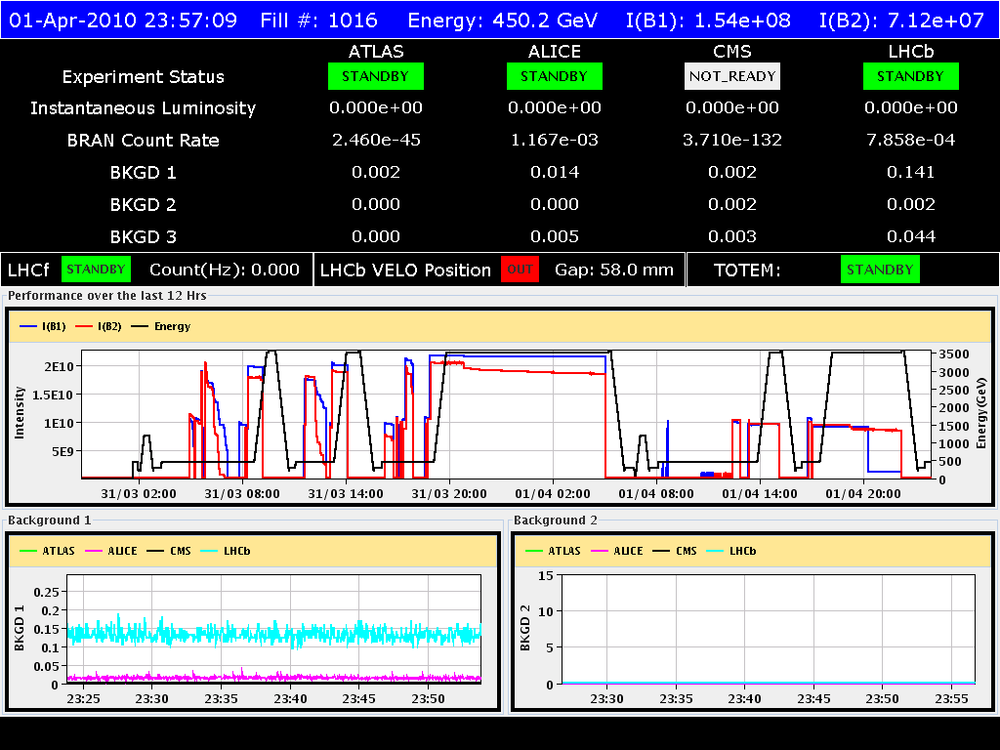 01-Apr-2010 23:57:09 Fill #: 1016 Energy: 450.2 GeV I(B1): 1.54e+08 I(B2): 7.12e+07
ATLAS ALICE CMS LHCb
Experiment Status STANDBY STANDBY NOT_READY STANDBY
Instantaneous Luminosity 0.000e+00 0.000e+00 0.000e+00 0.000e+00
BRAN Count Rate 2.460e-45 1.167e-03 3.710e-132 7.858e-04
BKGD 1 0.002 0.014 0.002 0.141
BKGD 2 0.000 0.000 0.002 0.002
BKGD 3 0.000 0.005 0.003 0.044
LHCf STANDBY Count(Hz): 0.000 LHCb VELO Position OUT Gap: 58.0 mm TOTEM: STANDBY
Performance over the last 12 Hrs
I(B1) I(B2) Energy
Intensity
2E10
1.5E10
1E10
5E9
3500
3000
2500
2000
1500
1000
500
0
Energy(GeV)
31/03 02:00 31/03 08:00 31/03 14:00 31/03 20:00 01/04 02:00 01/04 08:00 01/04 14:00 01/04 20:00
Background 1
ATLAS ALICE CMS LHCb
BKGD 1
0.25
0.2
0.15
0.1
0.05
0
23:25 23:30 23:35 23:40 23:45 23:50
Background 2
ATLAS ALICE CMS LHCb
BKGD 2
15
10
5
0
23:30 23:35 23:40 23:45 23:50 23:55